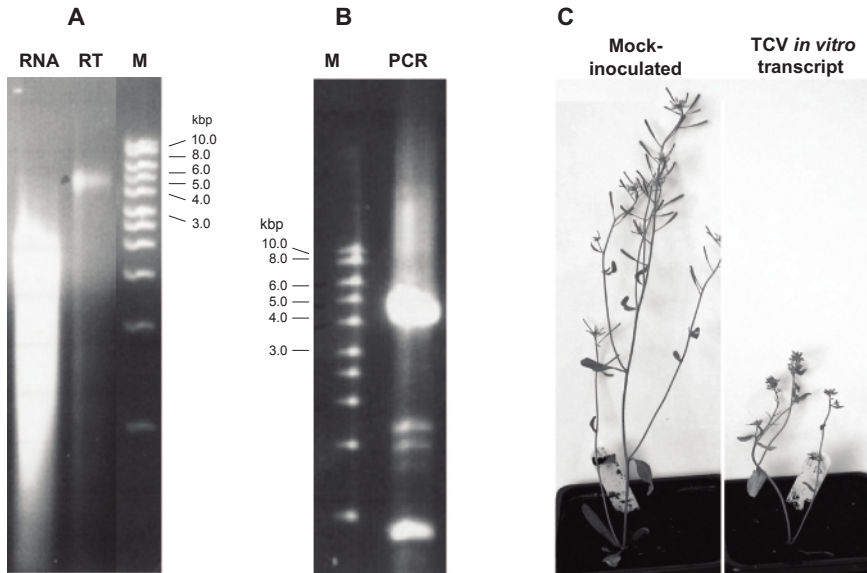 A
RNA RT M
kbp
10.0
8.0
6.0
5.0
4.0
3.0
B
M PCR
kbp
10.0
8.0
6.0
5.0
4.0
3.0
C
Mock-
inoculated
TCV in vitro
transcript